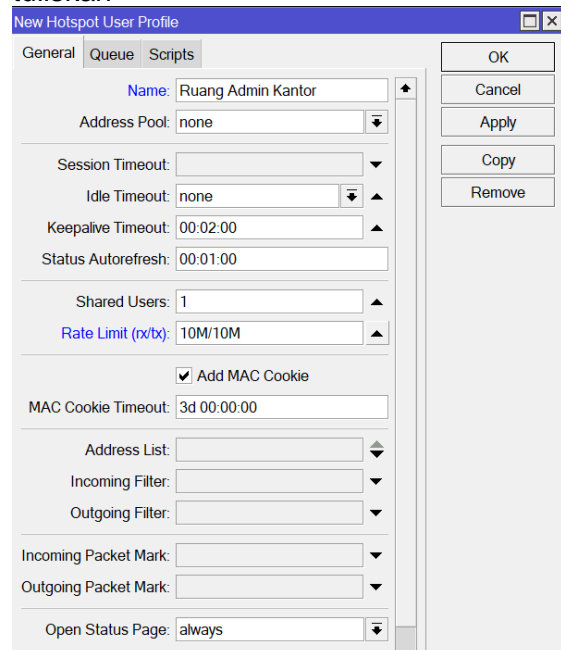 New Hotspot User Profile
General Queue Scripts
Name: Ruang Admin Kantor
Address Pool: none
Session Timeout:
Idle Timeout: none
Keepalive Timeout: 00:02:00
Status Autorefresh: 00:01:00
Shared Users: 1
Rate Limit (rx/tx): 10M/10M
Add MAC Cookie
MAC Cookie Timeout: 3d 00:00:00
Address List:
Incoming Filter:
Outgoing Filter:
Incoming Packet Mark:
Outgoing Packet Mark:
Open Status Page: always
OK
Cancel
Apply
Copy
Remove